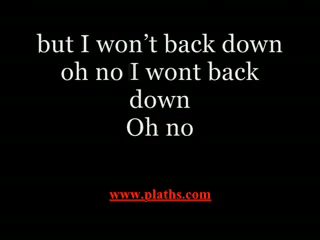 but I won’t back down
oh no I wont back
down
Oh no
www.plaths.com